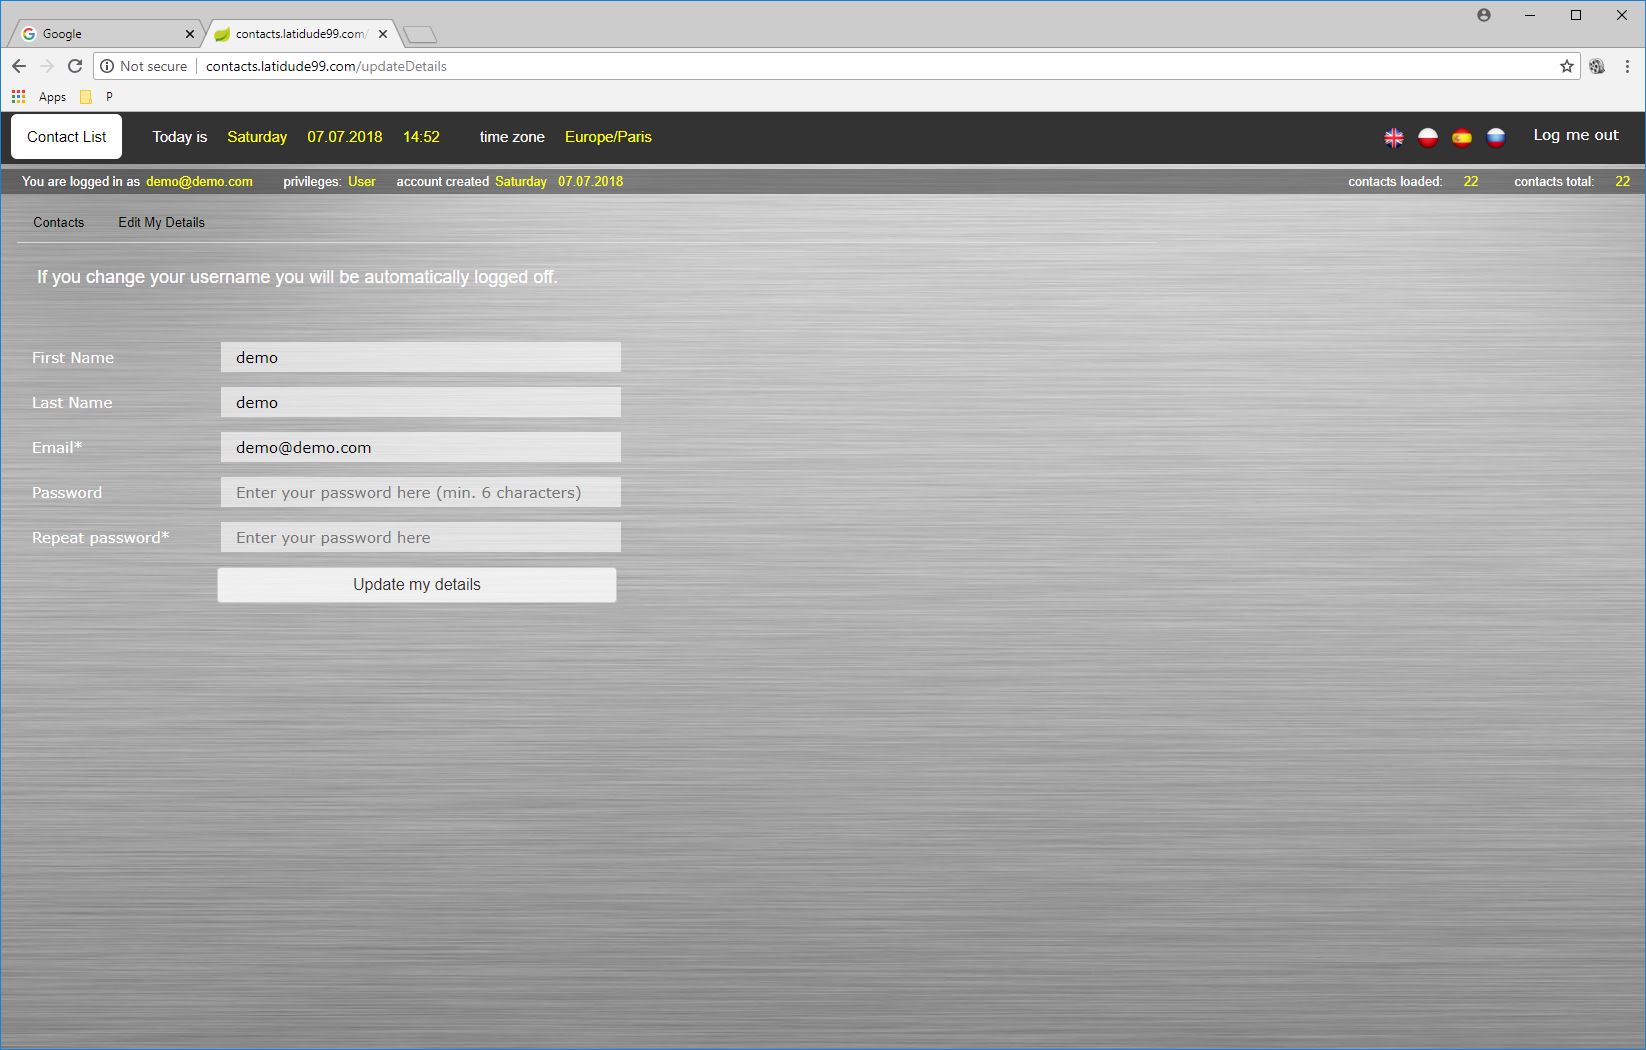 Google
contacts.latidude99.com/
Not secure contacts.latidude99.com/updateDetails
Apps P
Contact List Today is Saturday 07.07.2018 14:52 time zone Europe/Paris Log me out
You are logged in as demo@demo.com privileges: User account created Saturday 07.07.2018 contacts loaded: 22 contacts total: 22
Contacts Edit My Details
If you change your username you will be automatically logged off.
First Name demo
Last Name demo
Email* demo@demo.com
Password Enter your password here (min. 6 characters)
Repeat password* Enter your password here
Update my details